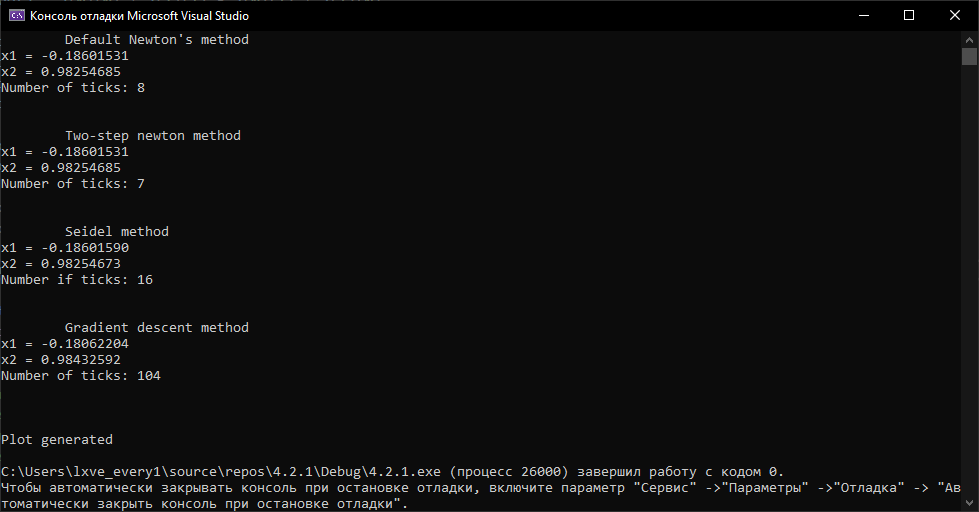 Консоль отладки Microsoft Visual Studio
Default Newton's method
x1 = -0.18601531
x2 = 0.98254685
Number of ticks: 8
Two-step newton method
x1 = -0.18601531
x2 = 0.98254685
Number of ticks: 7
Seidel method
x1 = -0.18601590
x2 = 0.98254673
Number if ticks: 16
Gradient descent method
x1 = -0.18062204
x2 = 0.98432592
Number of ticks: 104
Plot generated
C:\Users\lxve_every1\source\repos\4.2.1\Debug\4.2.1.exe (процесс 26000) завершил работу с кодом 0.
Чтобы автоматически закрывать консоль при остановке отладки, включите параметр "Сервис" ->"Параметры" ->"Отладка" -> "Ав
томатически закрыть консоль при остановке отладки".